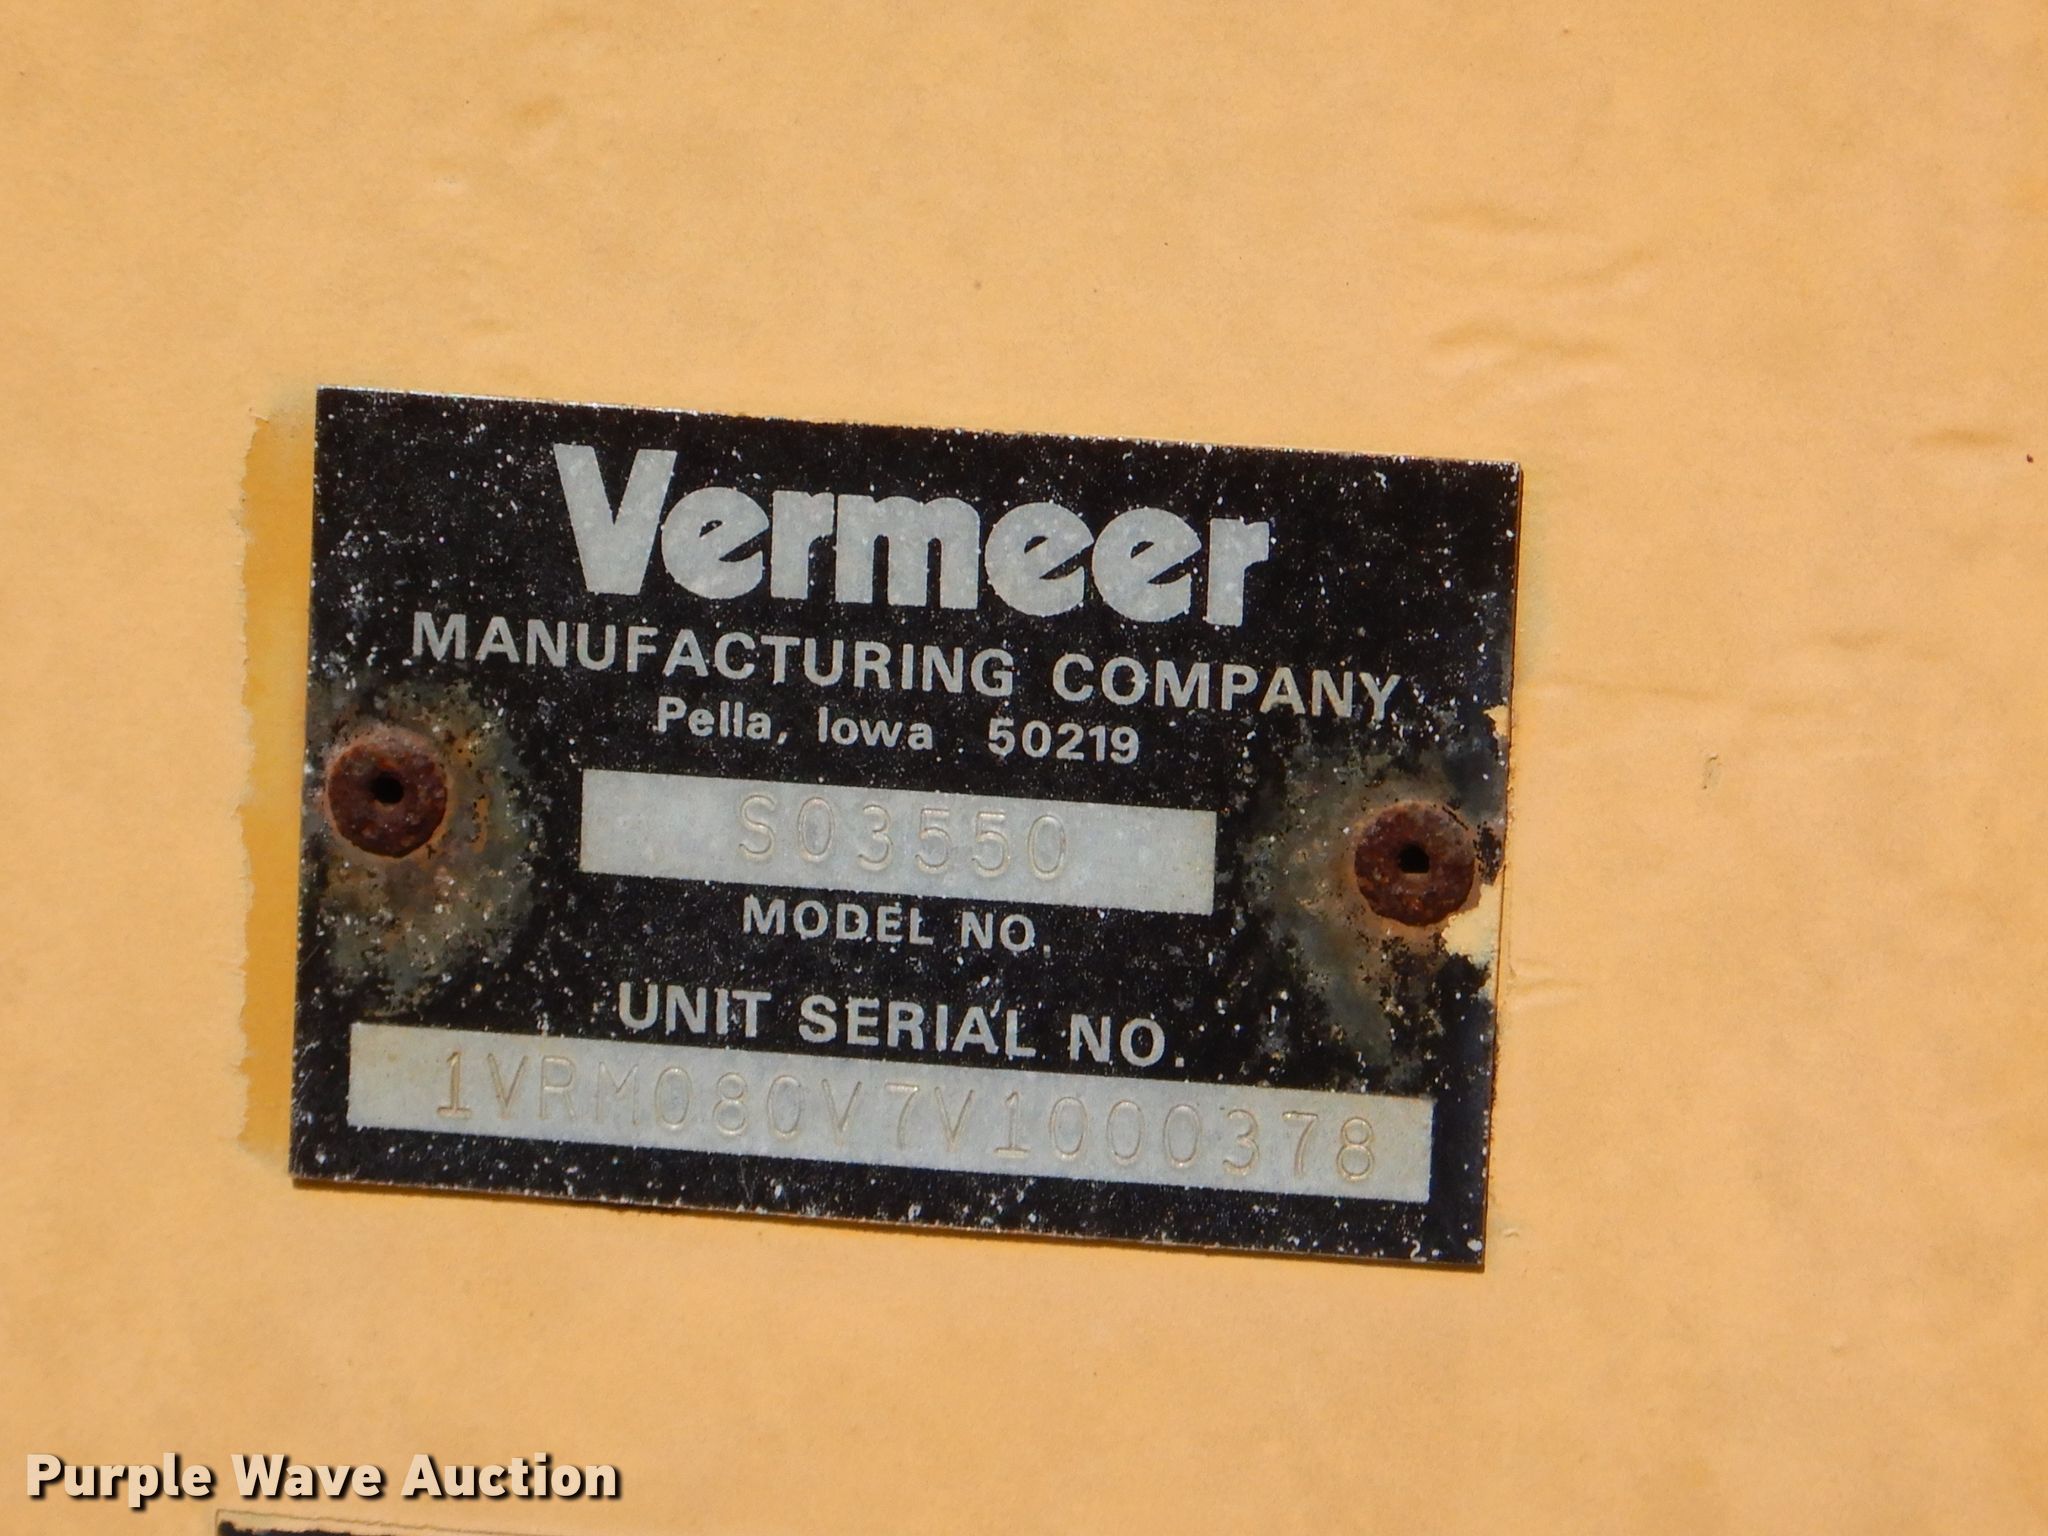 Vermeer
MANUFACTURING COMPANY
Pella, Iowa 50219
S03550
MODEL NO.
UNIT SERIAL NO.
1VRM080V7V1000378
Purple Wave Auction